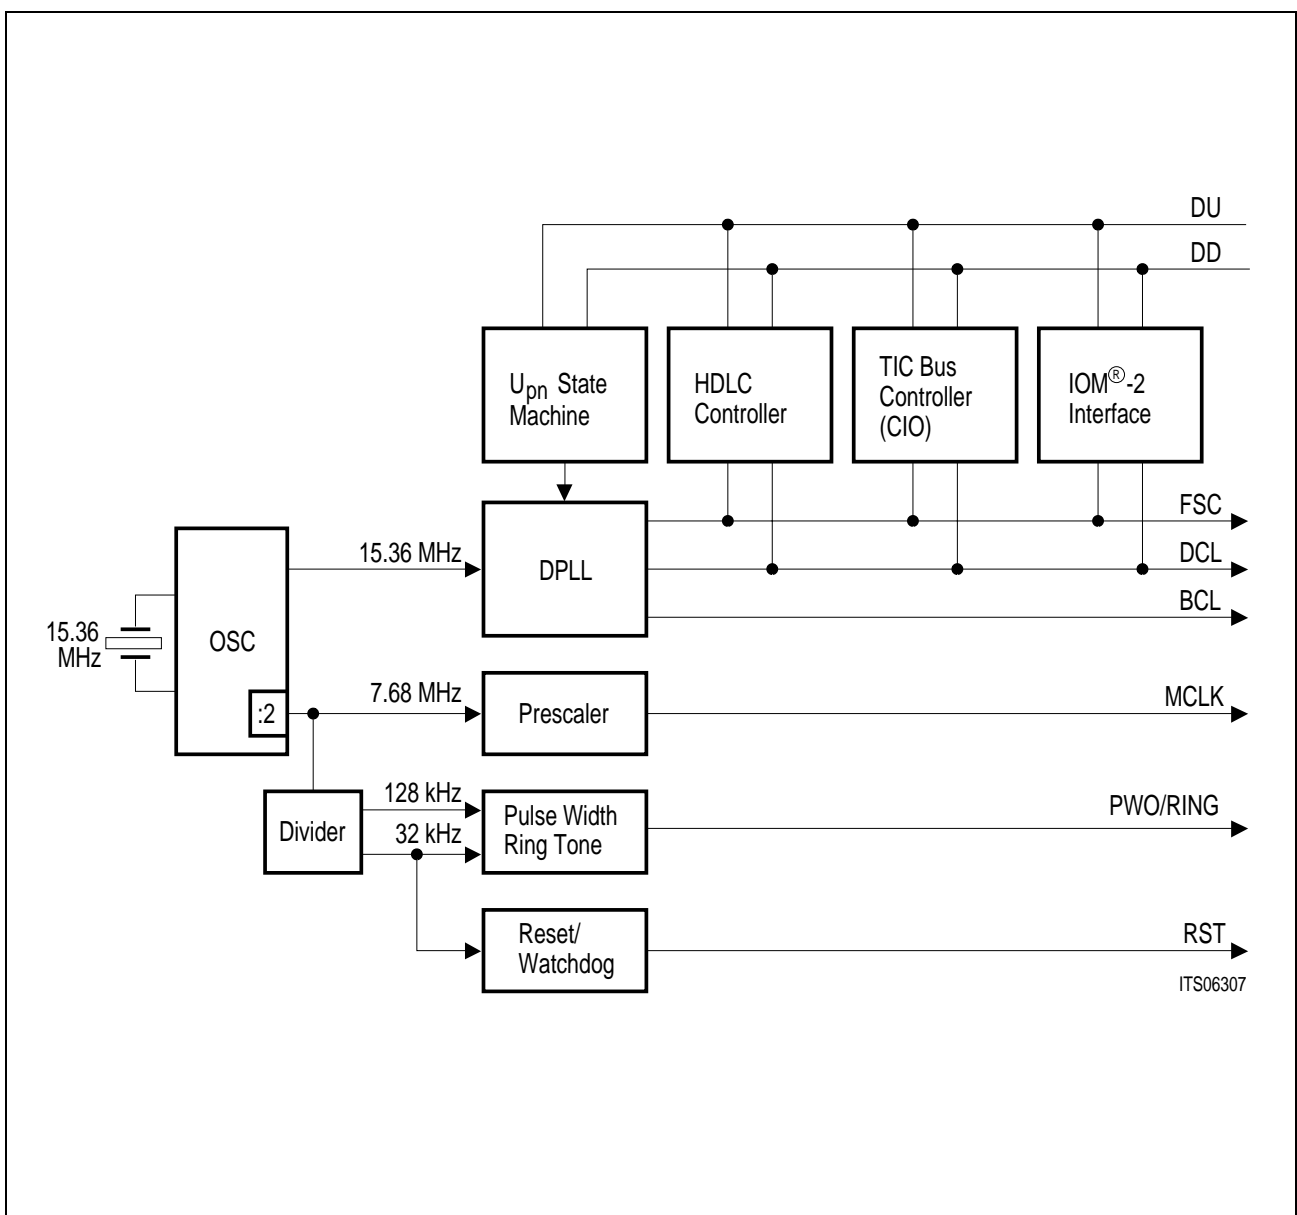 DU
DD
Upn State
Machine
HDLC
Controller
TIC Bus
Controller
(CIO)
IOM®-2
Interface
FSC
15.36 MHz
DPLL
DCL
BCL
15.36
MHz
OSC
:2
7.68 MHz
Prescaler
MCLK
Divider
128 kHz
32 kHz
Pulse Width
Ring Tone
PWO/RING
Reset/
Watchdog
RST
ITS06307